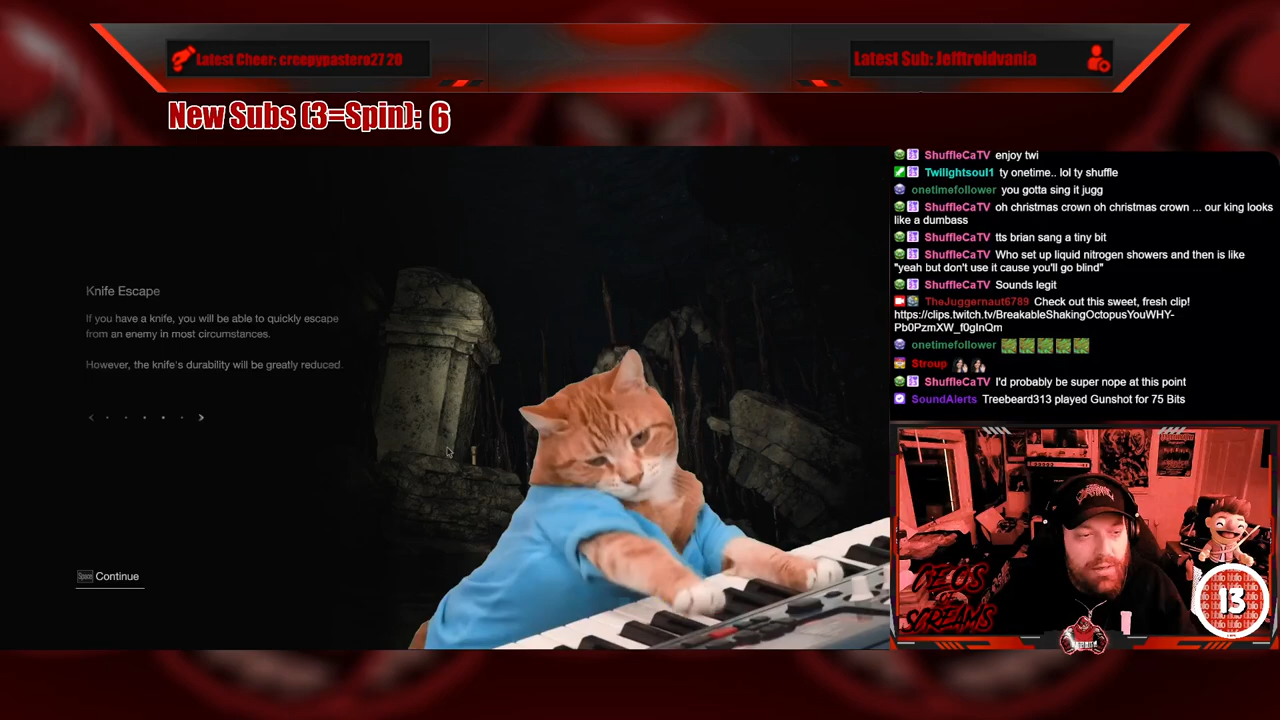 Latest Cheer: creepypastero27 20
Latest Sub: Jefftroidvania
New Subs (3=Spin): 6
Knife Escape
If you have a knife, you will be able to quickly escape
from an enemy in most circumstances.
However, the knife's durability will be greatly reduced.
Space Continue
ShuffleCaTV enjoy twi
Twilightsoul1 ty onetime.. lol ty shuffle
onetimefollower you gotta sing it jugg
ShuffleCaTV oh christmas crown oh christmas crown ... our king looks
like a dumbass
ShuffleCaTV tts brian sang a tiny bit
ShuffleCaTV Who set up liquid nitrogen showers and then is like
"yeah but don't use it cause you'll go blind"
ShuffleCaTV Sounds legit
TheJuggernaut6789 Check out this sweet, fresh clip!
https://clips.twitch.tv/BreakableShakingOctopusYouWHY-
Pb0PzmXW_f0gInQm
onetimefollower
Stroup
ShuffleCaTV I'd probably be super nope at this point
SoundAlerts Treebeard313 played Gunshot for 75 Bits
SCREAMS
13